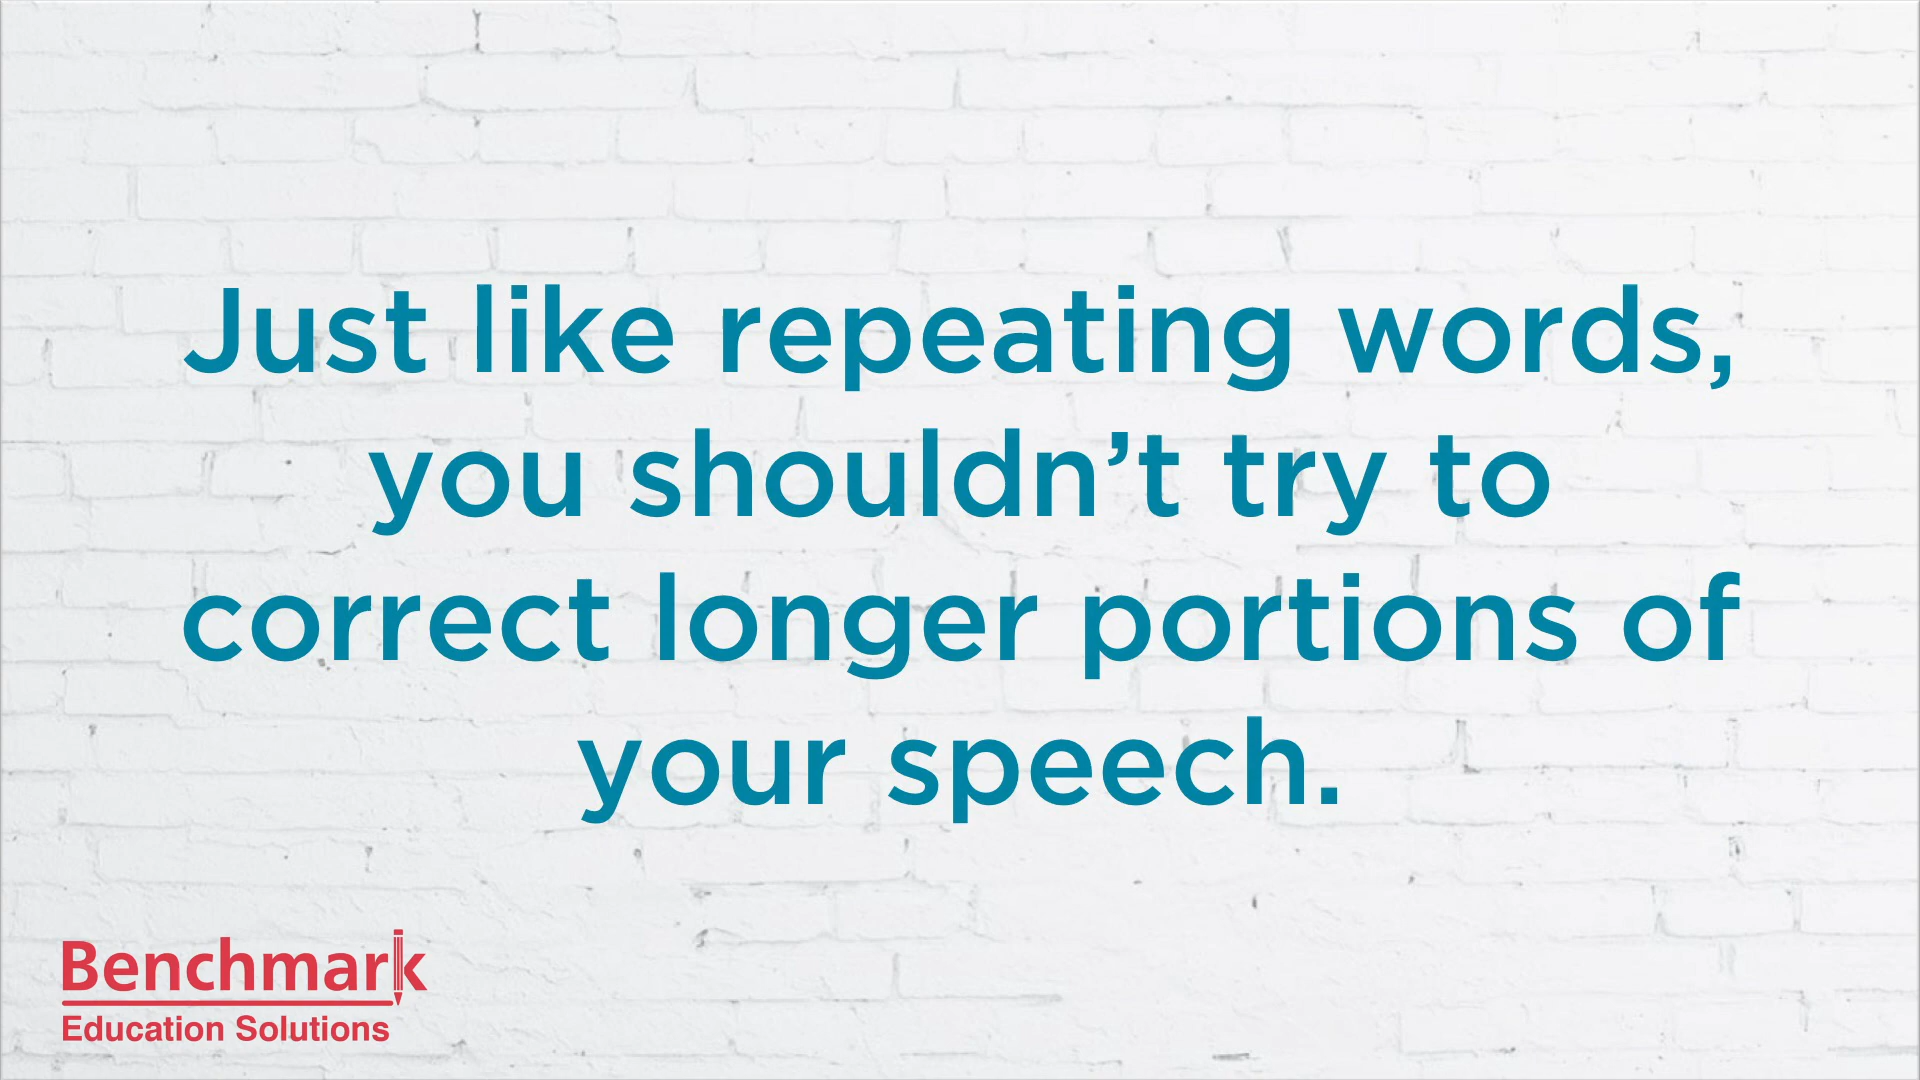 Just like repeating words,
you shouldn’t try to
correct longer portions of
your speech.
Benchmark
Education Solutions